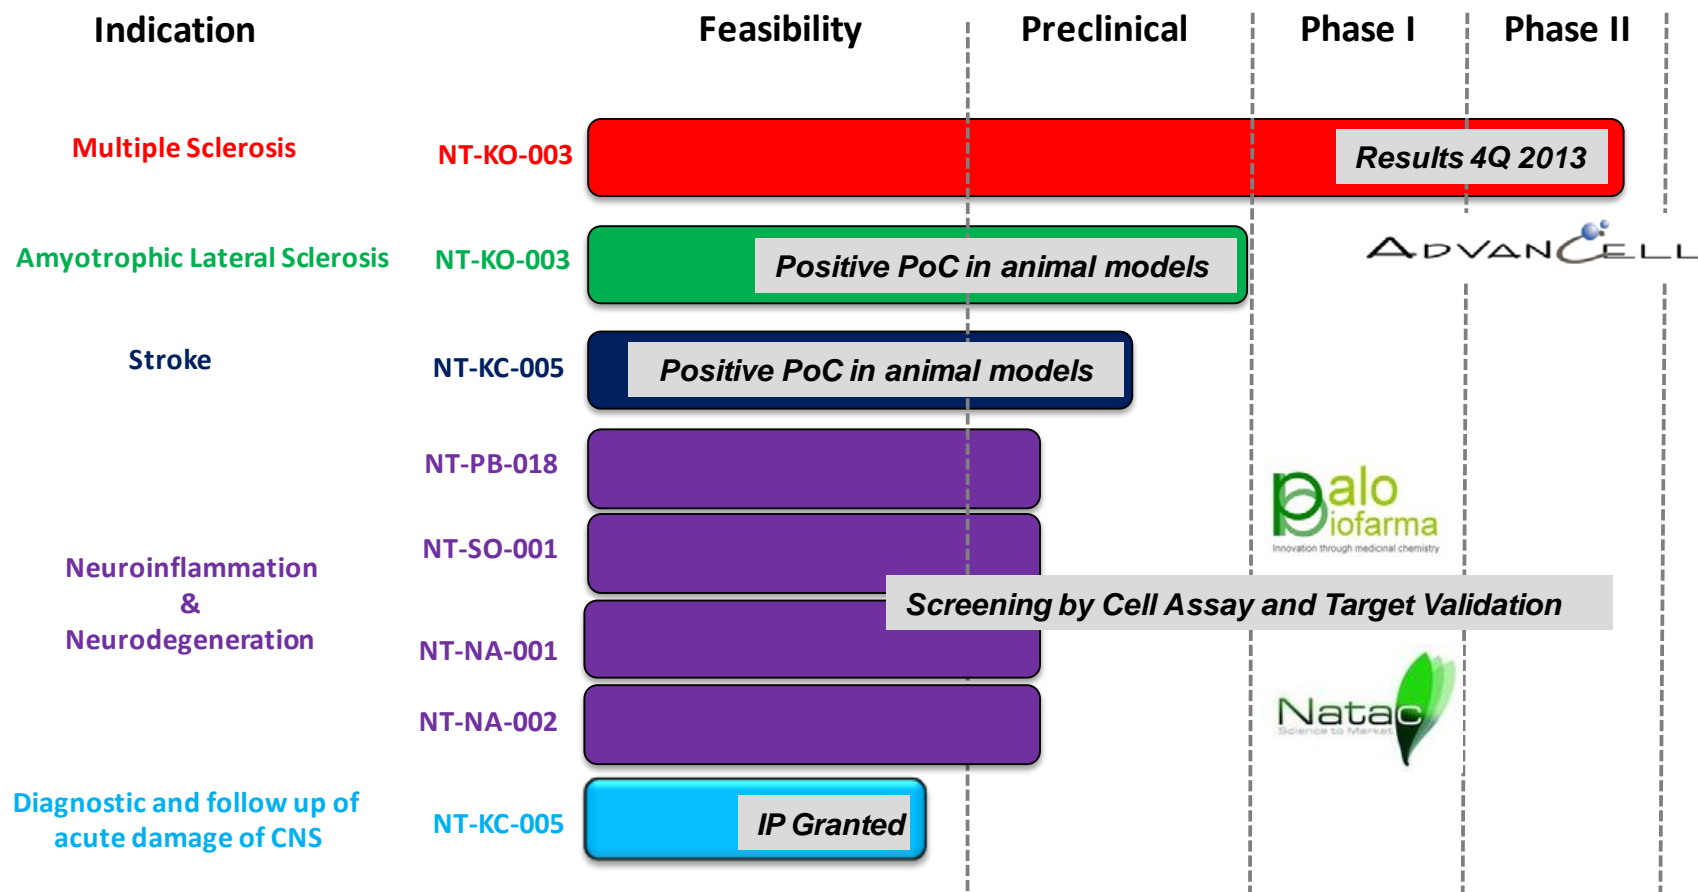 Indication Feasibility Preclinical Phase I Phase II
Multiple Sclerosis NT-KO-003 Results 4Q 2013
ADVANCELL
Amyotrophic Lateral Sclerosis NT-KO-003 Positive PoC in animal models
Stroke NT-KC-005 Positive PoC in animal models
NT-PB-018
palo
biofarma
Innovation through medicinal chemistry
NT-SO-001
Neuroinflammation
&
Neurodegeneration
Screening by Cell Assay and Target Validation
NT-NA-001
NT-NA-002
Natac
Science to Market
Diagnostic and follow up of
acute damage of CNS
NT-KC-005 IP Granted